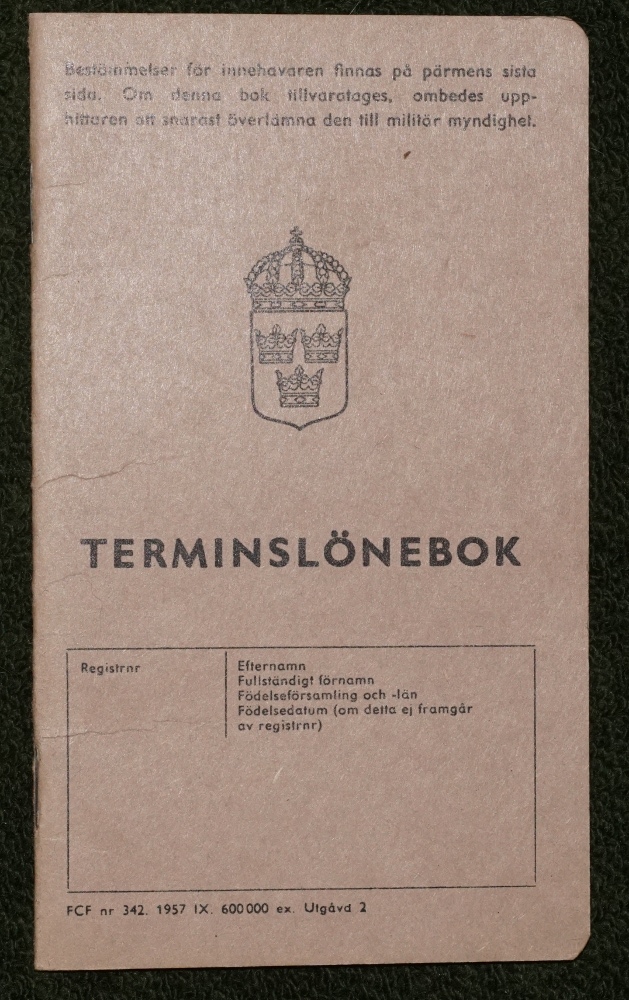 Bestämmelser för innehavaren finnas på pärmens sista
sida. Om denna bok tillvaratages, ombedes upp-
hittaren att snarast överlämna den till militär myndighet.
TERMINSLÖNEBOK
Registrnr
Efternamn
Fullständigt förnamn
Födelseförsamling och -län
Födelsedatum (om detta ej framgår
av registrnr)
FCF nr 342. 1957 IX. 600000 ex. Utgåvd 2